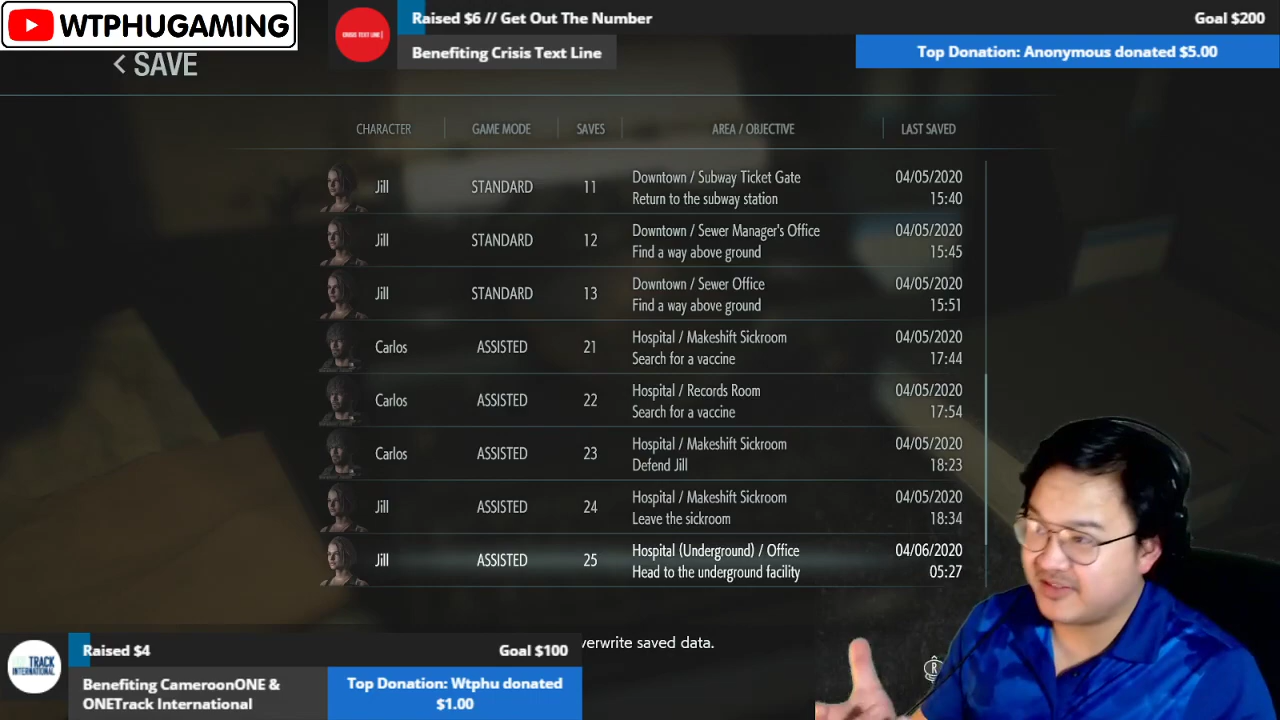 WTPHUGAMING
CRISIS TEXT LINE
Raised $6 // Get Out The Number
Goal $200
Benefiting Crisis Text Line
Top Donation: Anonymous donated $5.00
< SAVE
CHARACTER GAME MODE SAVES AREA / OBJECTIVE LAST SAVED
Jill STANDARD 11 Downtown / Subway Ticket Gate 04/05/2020
Return to the subway station 15:40
Jill STANDARD 12 Downtown / Sewer Manager's Office 04/05/2020
Find a way above ground 15:45
Jill STANDARD 13 Downtown / Sewer Office 04/05/2020
Find a way above ground 15:51
Carlos ASSISTED 21 Hospital / Makeshift Sickroom 04/05/2020
Search for a vaccine 17:44
Carlos ASSISTED 22 Hospital / Records Room 04/05/2020
Search for a vaccine 17:54
Carlos ASSISTED 23 Hospital / Makeshift Sickroom 04/05/2020
Defend Jill 18:23
Jill ASSISTED 24 Hospital / Makeshift Sickroom 04/05/2020
Leave the sickroom 18:34
Jill ASSISTED 25 Hospital (Underground) / Office 04/06/2020
Head to the underground facility 05:27
verwrite saved data.
R
TRACK
INTERNATIONAL
Raised $4
Goal $100
Benefiting CameroonONE &
ONETrack International
Top Donation: Wtphu donated
$1.00